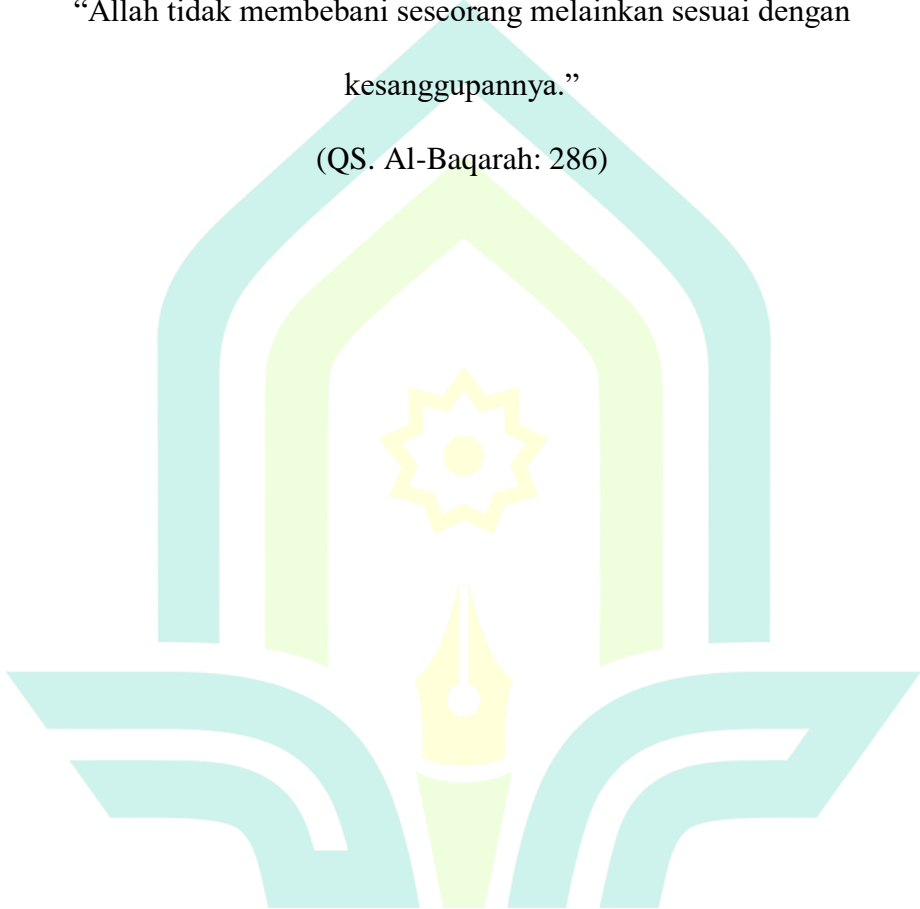 “Allah tidak membebani seseorang melainkan sesuai dengan
kesanggupannya.”
(QS. Al-Baqarah: 286)